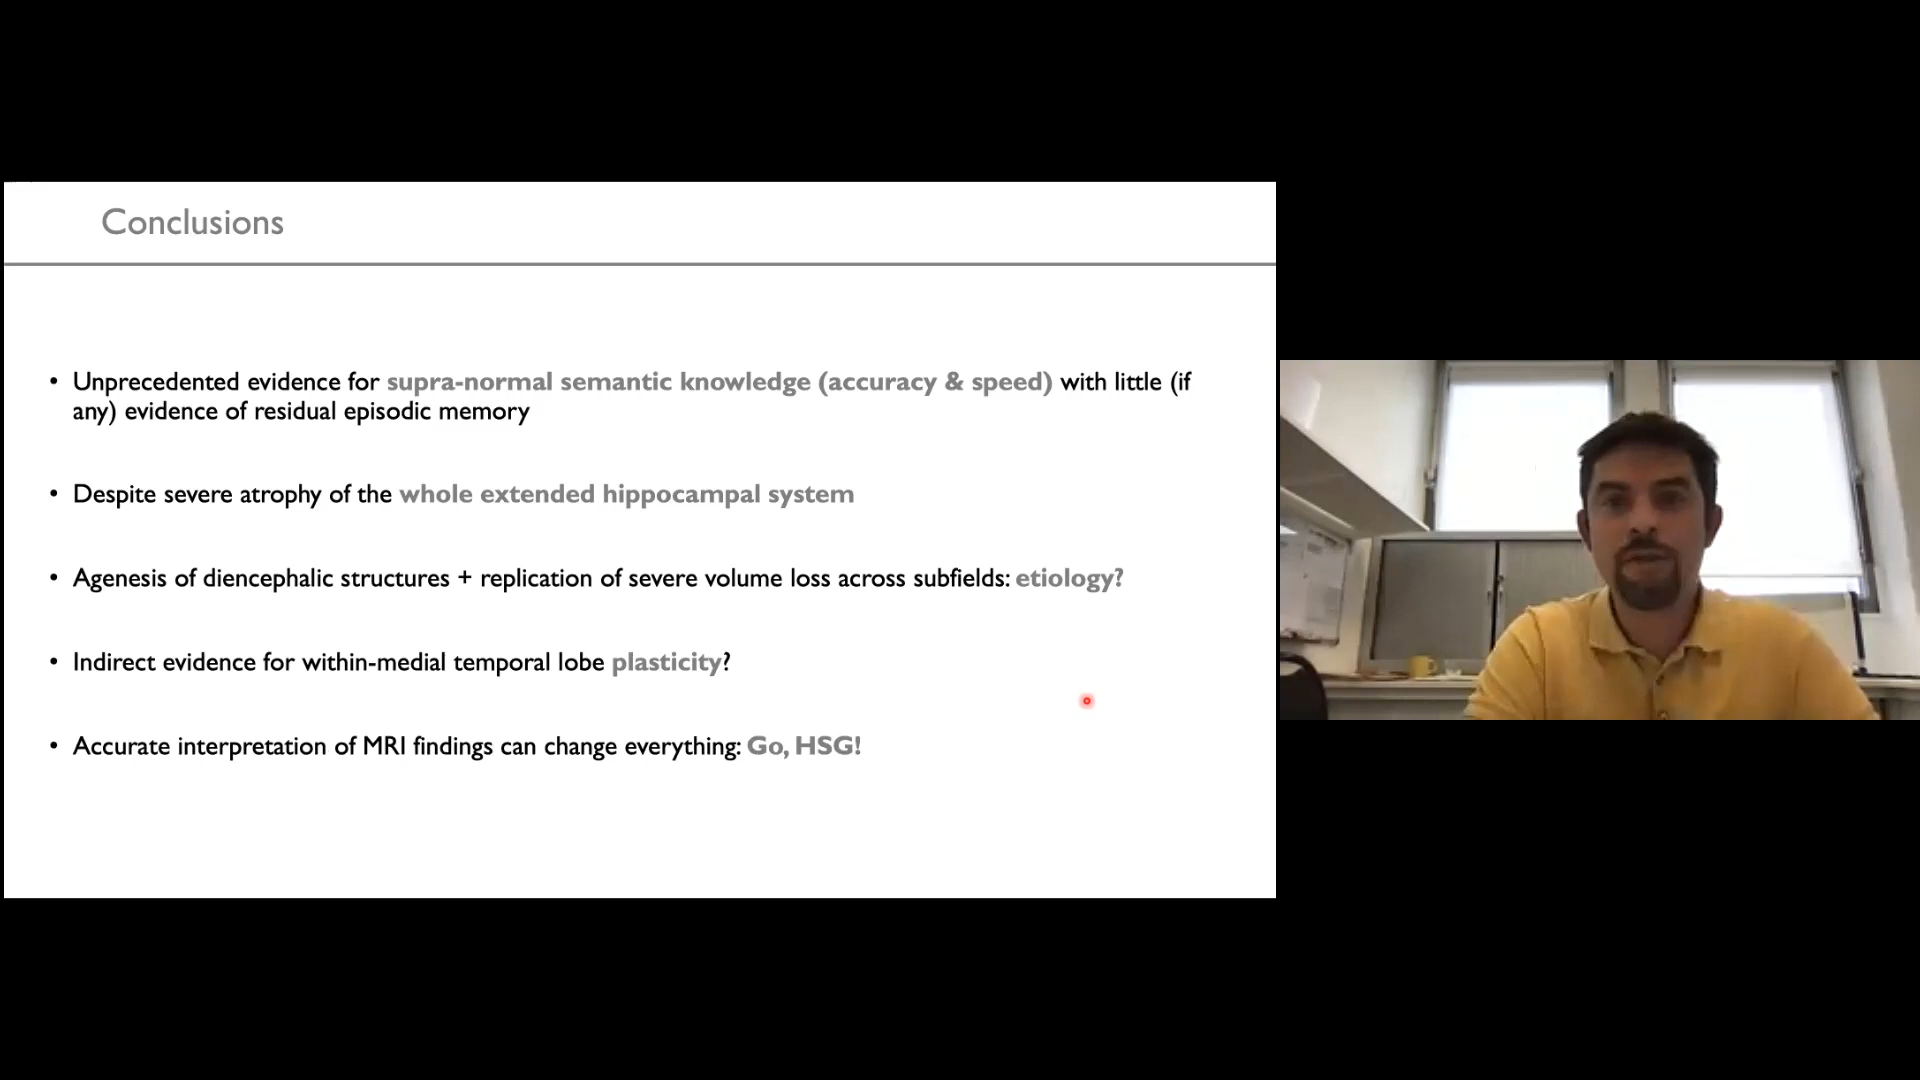 Conclusions
• Unprecedented evidence for supra-normal semantic knowledge (accuracy & speed) with little (if
any) evidence of residual episodic memory
• Despite severe atrophy of the whole extended hippocampal system
• Agenesis of diencephalic structures + replication of severe volume loss across subfields: etiology?
• Indirect evidence for within-medial temporal lobe plasticity?
• Accurate interpretation of MRI findings can change everything: Go, HSG!